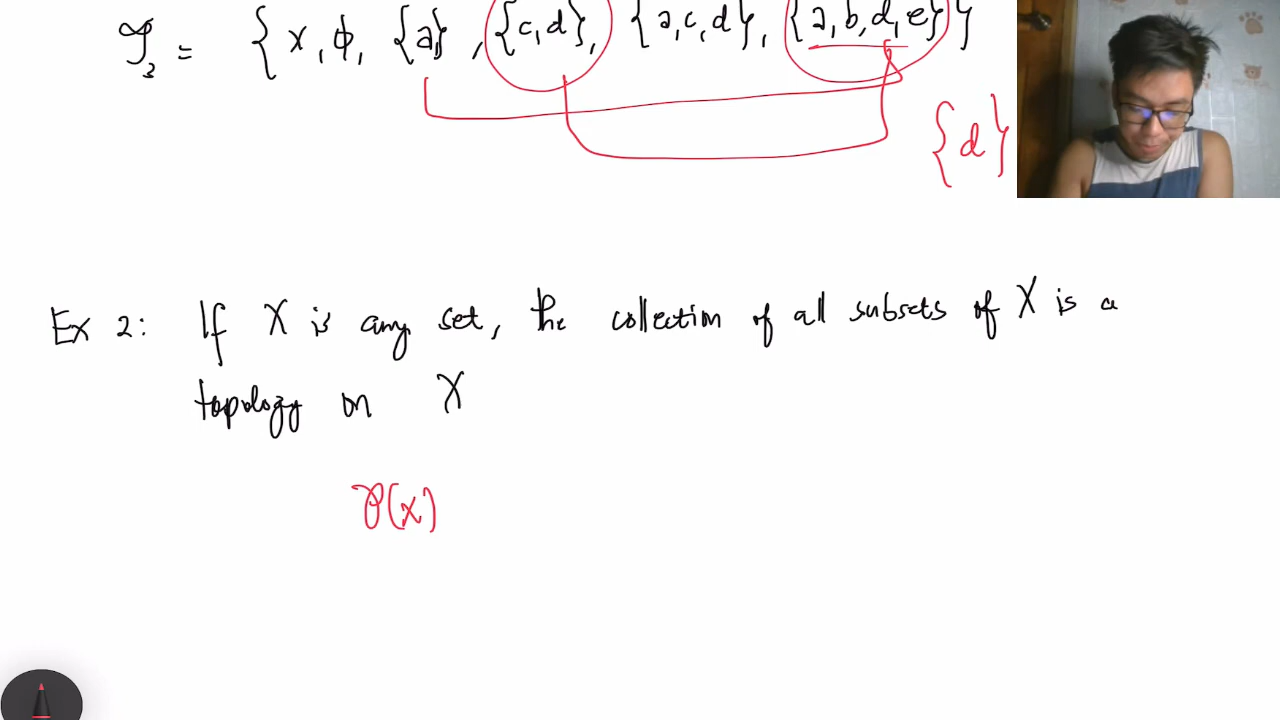 𝒯₃ = { X, ϕ, {a}, {c,d}, {a,c,d}, {a,b,d,e} }
{d}
Ex 2: If X is any set, the collection of all subsets of X is a
topology on X
𝒫(X)